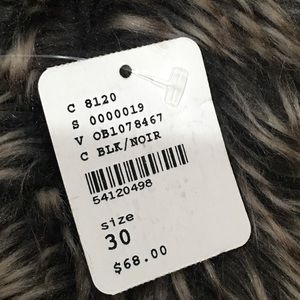 C 8120
S 0000019
V OB1078467
C BLK/NOIR
54120498
size
30
$68.00